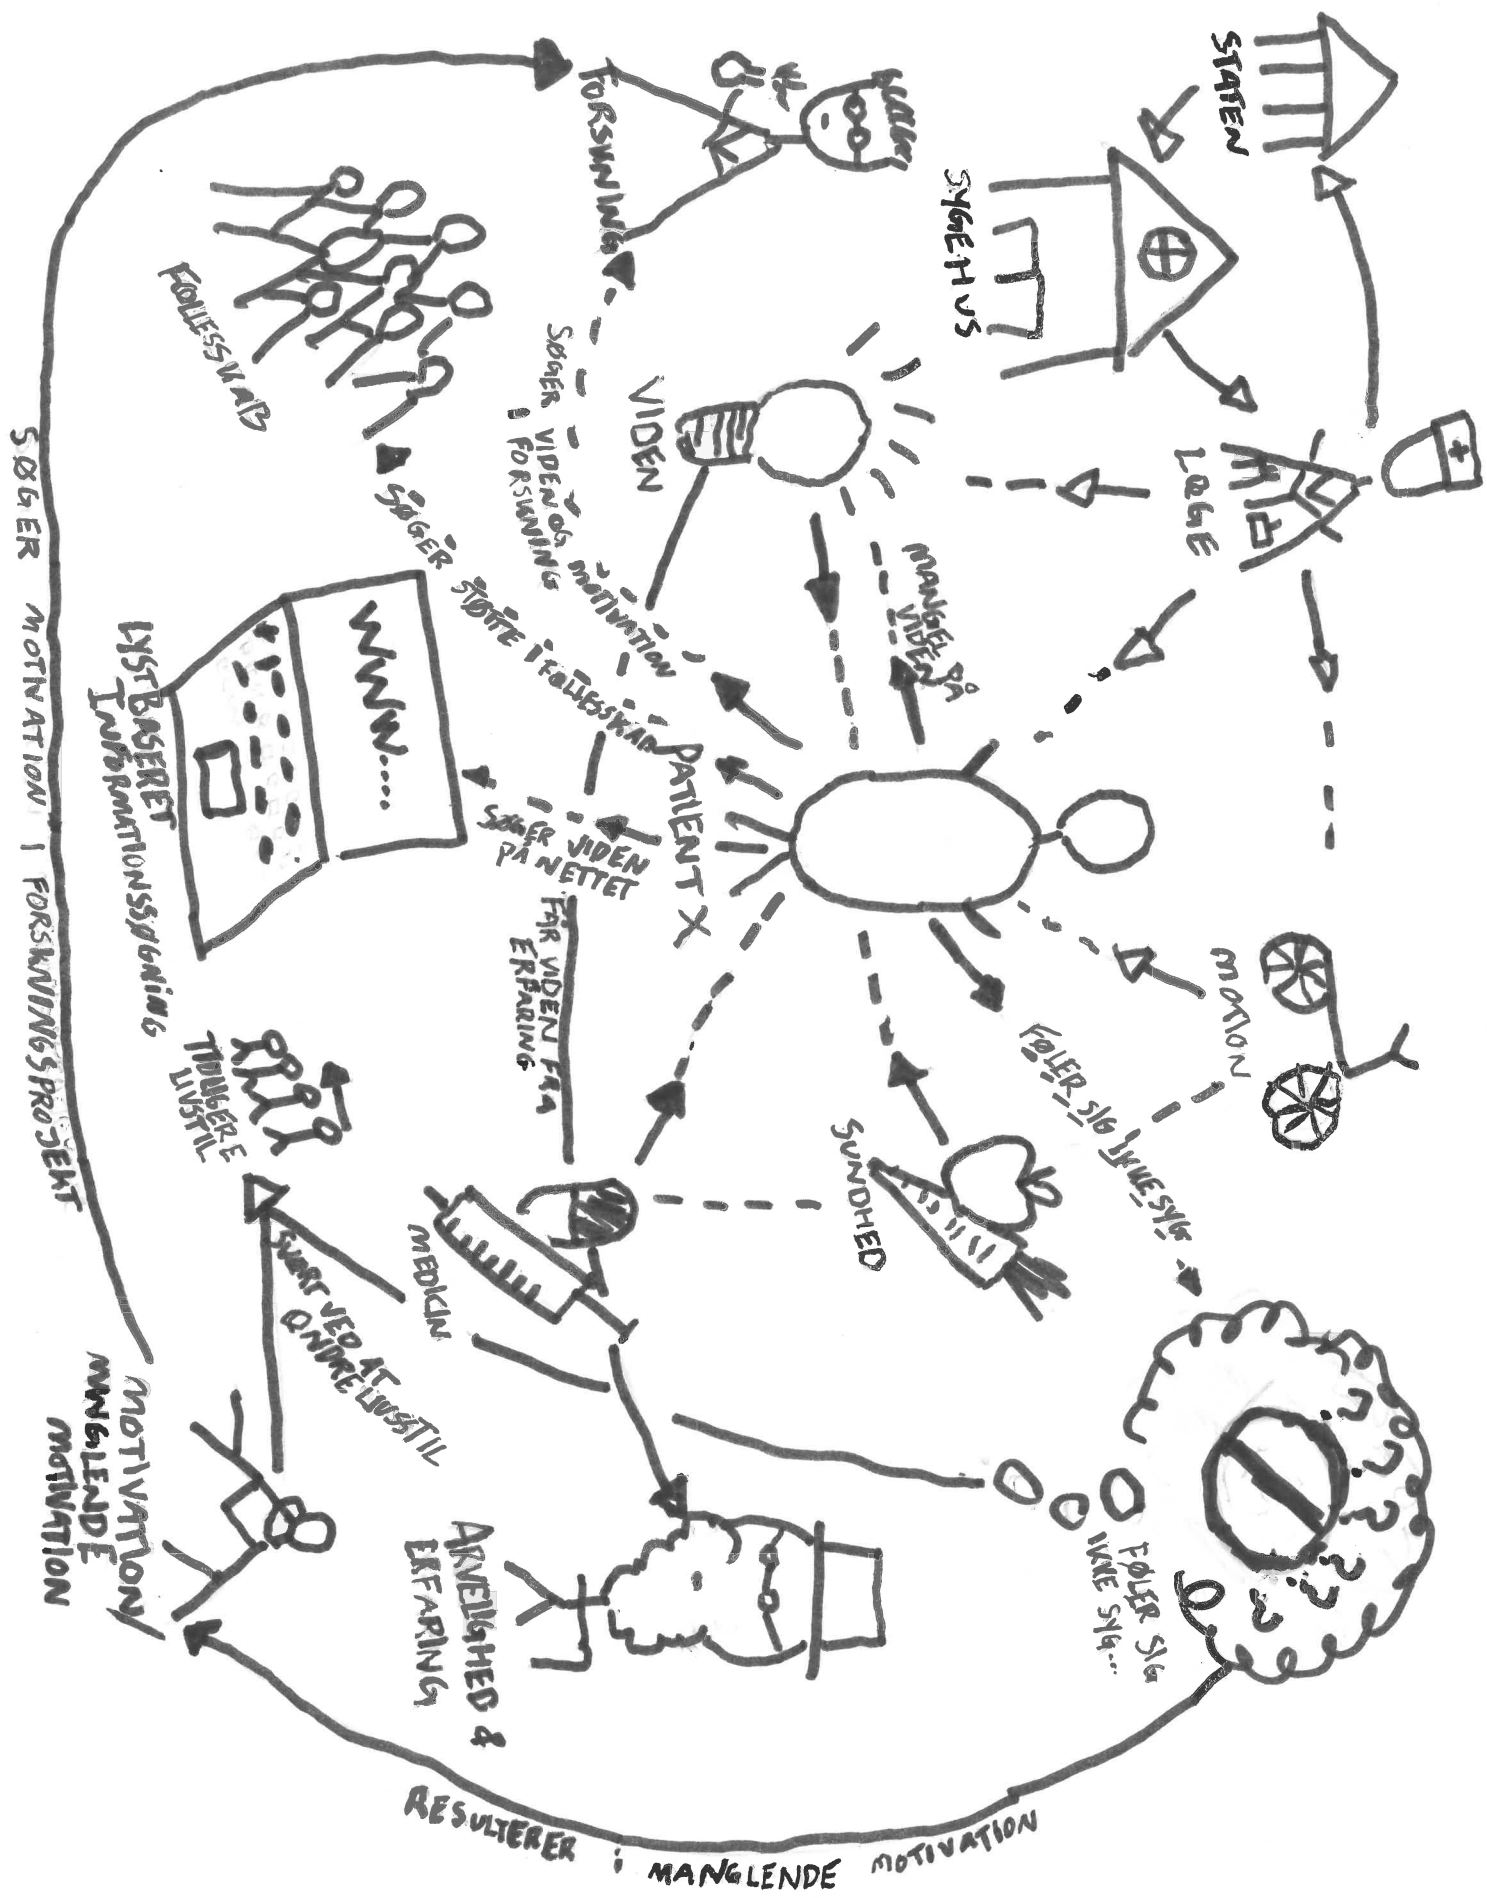 STATEN
SYGEHUS
LÆGE
MOTION
FORSKNING
VIDEN
MANGEL PÅ
VIDEN
FØLER SIG IKKE SYG
SUNDHED
FØLER SIG
IKKE SYG...
SØGER VIDEN OG MOTIVATION
I FORSKNING
PATIENT X
FÆLLESSKAB
SØGER STØTTE I FÆLLESSKAB
SØGER VIDEN
PÅ NETTET
FÅR VIDEN FRA
ERFARING
WWW....
LYSTBASERET
INFORMATIONSSØGNING
MEDICIN
ARVELIGHED &
ERFARING
TIDLIGERE
LIVSTIL
SVÆRT VED AT
ÆNDRE LIVSSTIL
MOTIVATION/
MANGLENDE
MOTIVATION
SØGER MOTIVATION I FORSKNINGSPROJEKT
RESULTERER i MANGLENDE MOTIVATION